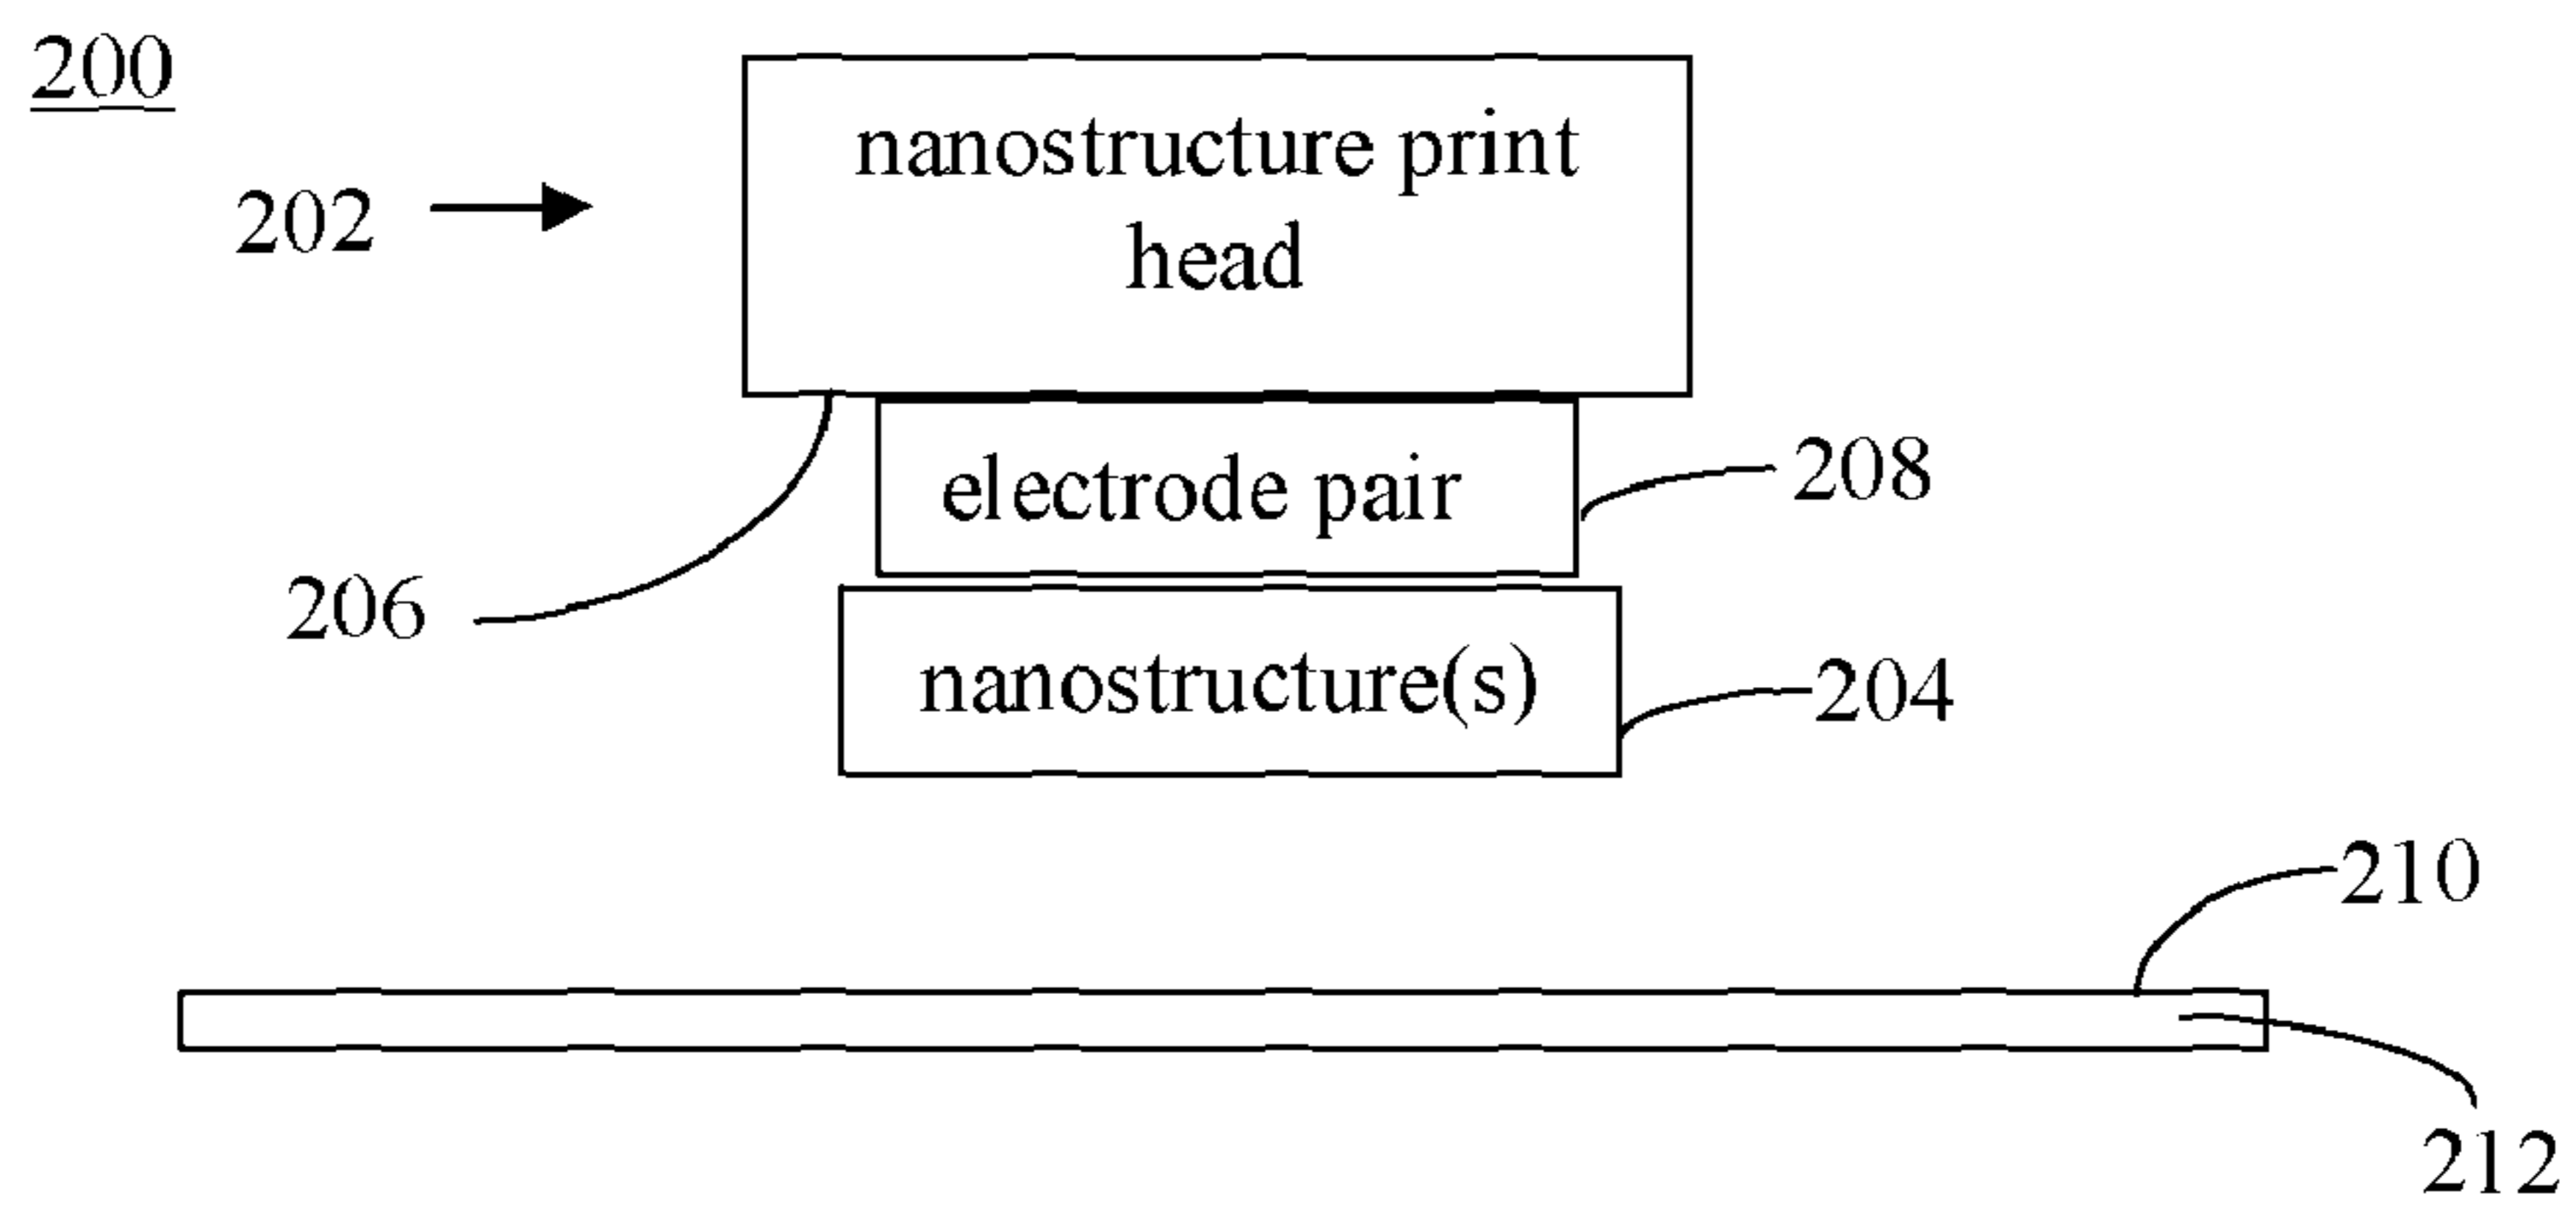 200
nanostructure print
head
202
electrode pair
208
206
nanostructure(s)
204
210
212